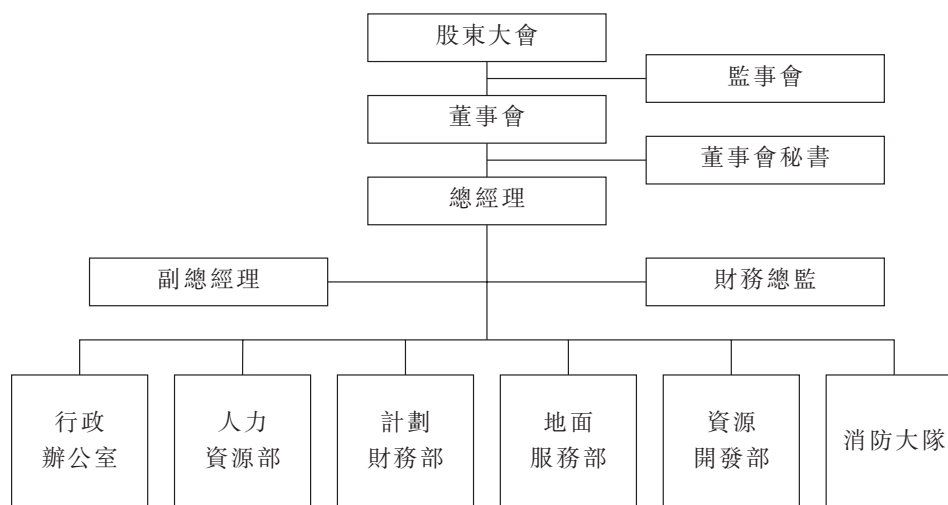 股東大會
監事會
董事會
董事會秘書
總經理
副總經理
財務總監
行政
辦公室
人力
資源部
計劃
財務部
地面
服務部
資源
開發部
消防大隊